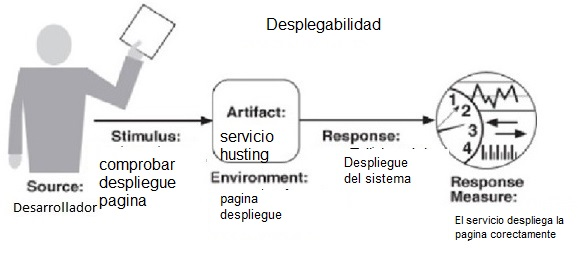 Desplegabilidad
Stimulus:
comprobar
despliegue
pagina
Source:
Desarrollador
Artifact:
servicio
husting
Environment:
pagina
despliegue
Response:
Despliegue
del sistema
1
2
3
4
Response
Measure:
El servicio despliega la
pagina corectamente